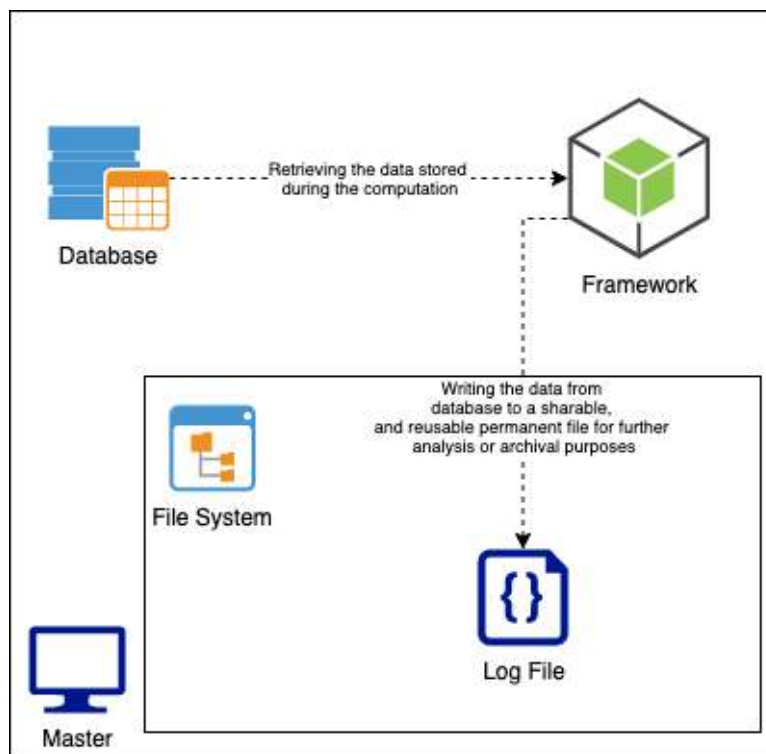 Retrieving the data stored
during the computation
Database
Framework
Writing the data from
database to a sharable,
and reusable permanent file for further
analysis or archival purposes
File System
Log File
Master